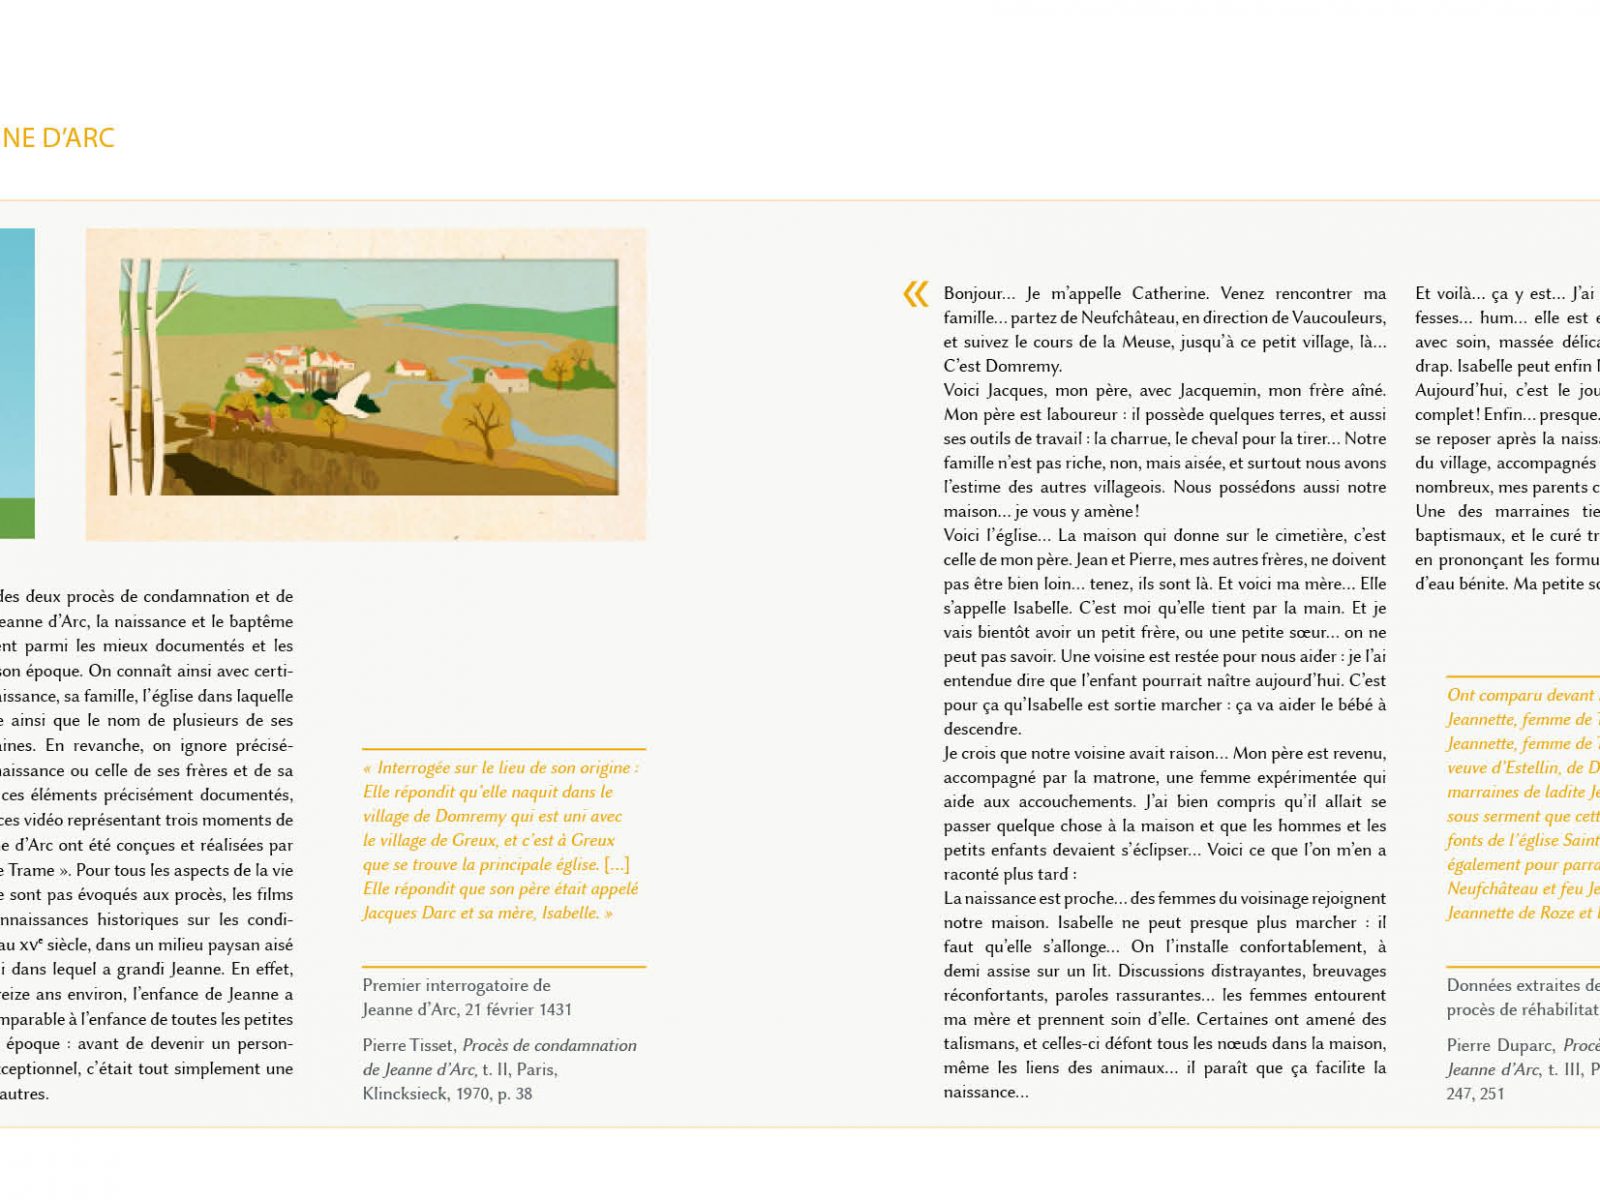 NE D’ARC
des deux procès de condamnation et de
eanne d’Arc, la naissance et le baptême
ent parmi les mieux documentés et les
son époque. On connaît ainsi avec certi-
aissance, sa famille, l’église dans laquelle
e ainsi que le nom de plusieurs de ses
aines. En revanche, on ignore précisé-
naissance ou celle de ses frères et de sa
ces éléments précisément documentés,
ces vidéo représentant trois moments de
e d’Arc ont été conçues et réalisées par
e Trame ». Pour tous les aspects de la vie
e sont pas évoqués aux procès, les films
nnaissances historiques sur les condi-
au XVe siècle, dans un milieu paysan aisé
i dans lequel a grandi Jeanne. En effet,
reize ans environ, l’enfance de Jeanne a
mparable à l’enfance de toutes les petites
époque : avant de devenir un person-
ceptionnel, c’était tout simplement une
autres.
« Interrogée sur le lieu de son origine :
Elle répondit qu’elle naquit dans le
village de Domremy qui est uni avec
le village de Greux, et c’est à Greux
que se trouve la principale église. [...]
Elle répondit que son père était appelé
Jacques Darc et sa mère, Isabelle. »
Premier interrogatoire de
Jeanne d’Arc, 21 février 1431
Pierre Tisset, Procès de condamnation
de Jeanne d’Arc, t. II, Paris,
Klincksieck, 1970, p. 38
« Bonjour... Je m’appelle Catherine. Venez rencontrer ma
famille... partez de Neufchâteau, en direction de Vaucouleurs,
et suivez le cours de la Meuse, jusqu’à ce petit village, là...
C’est Domremy.
Voici Jacques, mon père, avec Jacquemin, mon frère aîné.
Mon père est laboureur : il possède quelques terres, et aussi
ses outils de travail : la charrue, le cheval pour la tirer... Notre
famille n’est pas riche, non, mais aisée, et surtout nous avons
l’estime des autres villageois. Nous possédons aussi notre
maison... je vous y amène !
Voici l’église... La maison qui donne sur le cimetière, c’est
celle de mon père. Jean et Pierre, mes autres frères, ne doivent
pas être bien loin... tenez, ils sont là. Et voici ma mère... Elle
s’appelle Isabelle. C’est moi qu’elle tient par la main. Et je
vais bientôt avoir un petit frère, ou une petite sœur... on ne
peut pas savoir. Une voisine est restée pour nous aider : je l’ai
entendue dire que l’enfant pourrait naître aujourd’hui. C’est
pour ça qu’Isabelle est sortie marcher : ça va aider le bébé à
descendre.
Je crois que notre voisine avait raison... Mon père est revenu,
accompagné par la matrone, une femme expérimentée qui
aide aux accouchements. J’ai bien compris qu’il allait se
passer quelque chose à la maison et que les hommes et les
petits enfants devaient s’éclipser... Voici ce que l’on m’en a
raconté plus tard :
La naissance est proche... des femmes du voisinage rejoignent
notre maison. Isabelle ne peut presque plus marcher : il
faut qu’elle s’allonge... On l’installe confortablement, à
demi assise sur un lit. Discussions distrayantes, breuvages
réconfortants, paroles rassurantes... les femmes entourent
ma mère et prennent soin d’elle. Certaines ont amené des
talismans, et celles-ci défont tous les nœuds dans la maison,
même les liens des animaux... il paraît que ça facilite la
naissance...
Et voilà... ça y est... J’ai
fesses... hum... elle est e
avec soin, massée délica
drap. Isabelle peut enfin
Aujourd’hui, c’est le jou
complet ! Enfin... presque.
se reposer après la naiss
du village, accompagnés
nombreux, mes parents c
Une des marraines tie
baptismaux, et le curé tr
en prononçant les formu
d’eau bénite. Ma petite s
Ont comparu devant
Jeannette, femme de
Jeannette, femme de
veuve d’Estellin, de D
marraines de ladite Je
sous serment que cett
fonts de l’église Saint
également pour parra
Neufchâteau et feu Je
Jeannette de Roze et
Données extraites de
procès de réhabilitat
Pierre Duparc, Procè
Jeanne d’Arc, t. III, P
247, 251